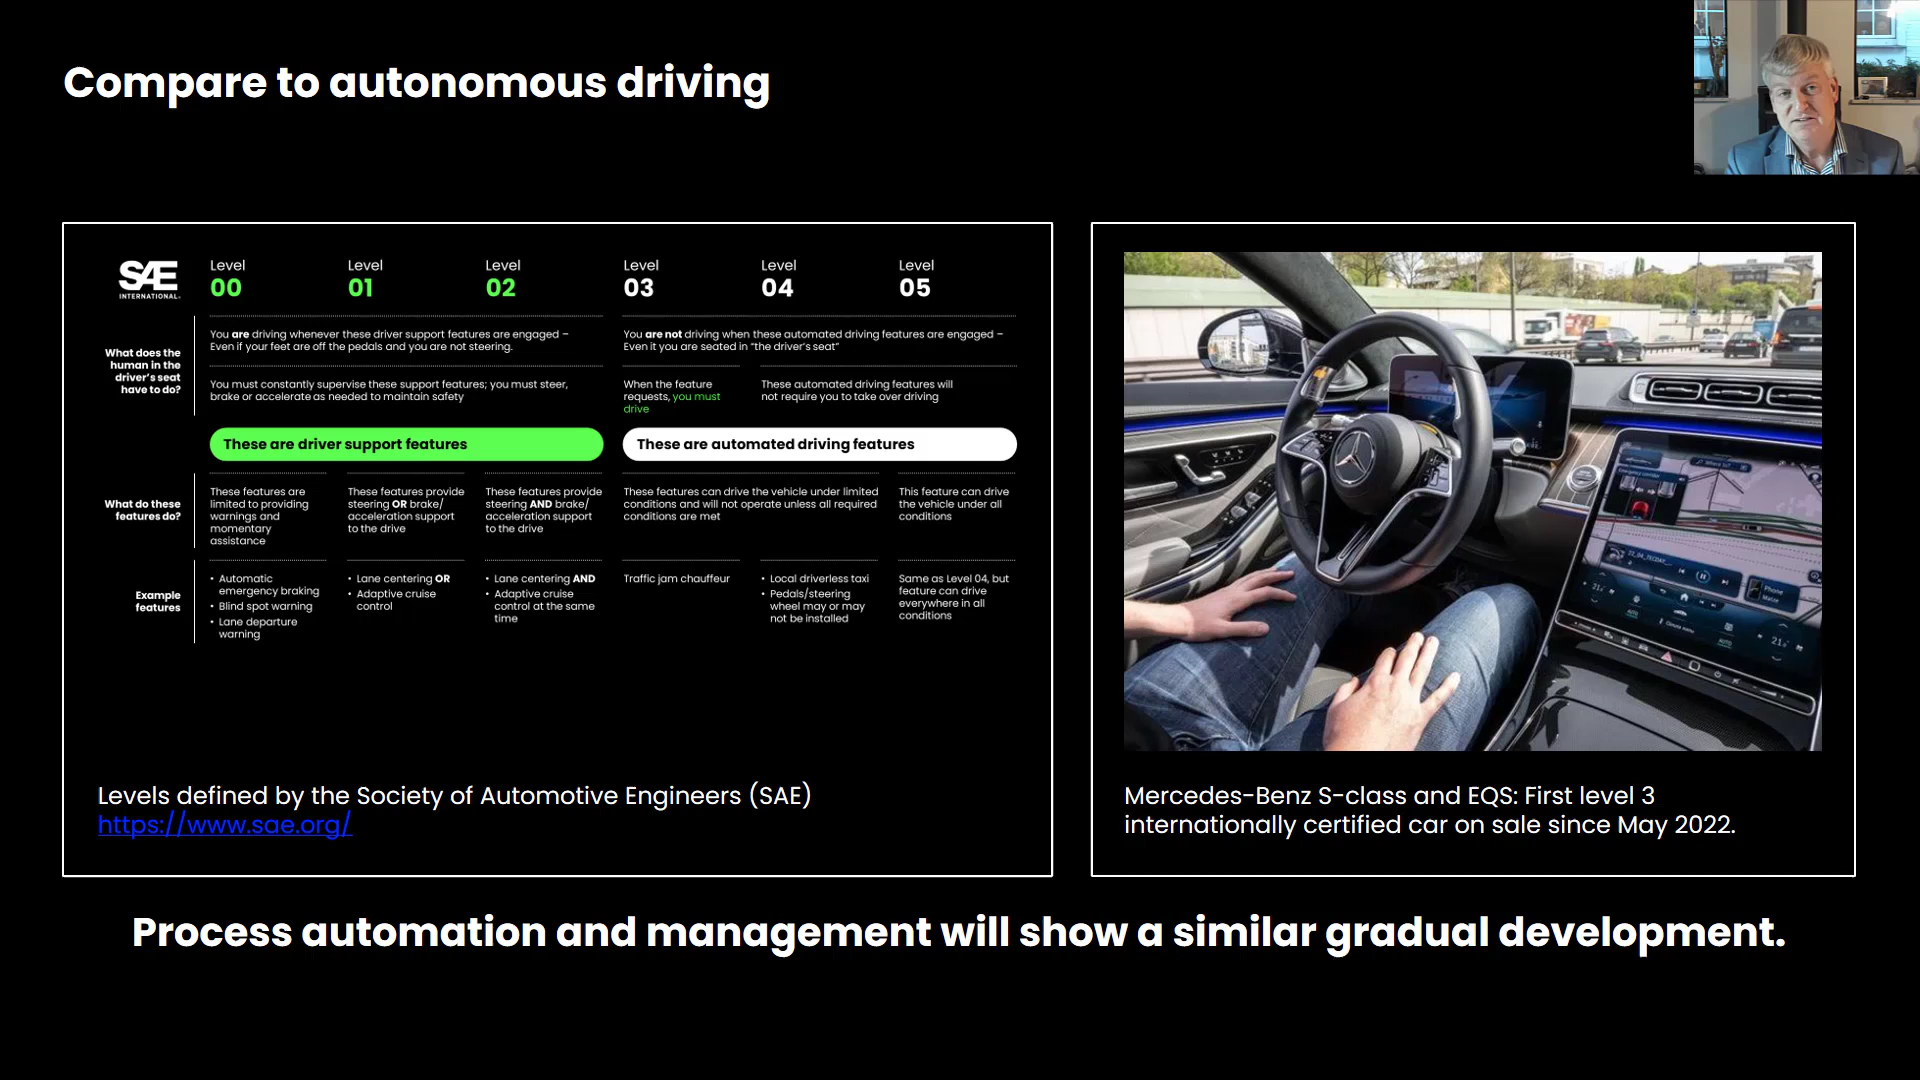 Compare to autonomous driving
SAE
INTERNATIONAL
Level
00
Level
01
Level
02
Level
03
Level
04
Level
05
What does the
human in the
driver's seat
have to do?
You are driving whenever these driver support features are engaged –
Even if your feet are off the pedals and you are not steering.
You are not driving when these automated driving features are engaged –
Even it you are seated in "the driver's seat"
You must constantly supervise these support features; you must steer,
brake or accelerate as needed to maintain safety
When the feature
requests, you must
drive
These automated driving features will
not require you to take over driving
These are driver support features
These are automated driving features
What do these
features do?
These features are
limited to providing
warnings and
momentary
assistance
These features provide
steering OR brake/
acceleration support
to the drive
These features provide
steering AND brake/
acceleration support
to the drive
These features can drive the vehicle under limited
conditions and will not operate unless all required
conditions are met
This feature can drive
the vehicle under all
conditions
Example
features
• Automatic
emergency braking
• Blind spot warning
• Lane departure
warning
• Lane centering OR
• Adaptive cruise
control
• Lane centering AND
• Adaptive cruise
control at the same
time
Traffic jam chauffeur
• Local driverless taxi
• Pedals/steering
wheel may or may
not be installed
Same as Level 04, but
feature can drive
everywhere in all
conditions
Levels defined by the Society of Automotive Engineers (SAE)
https://www.sae.org/
Phone
Mercedes-Benz S-class and EQS: First level 3
internationally certified car on sale since May 2022.
Process automation and management will show a similar gradual development.